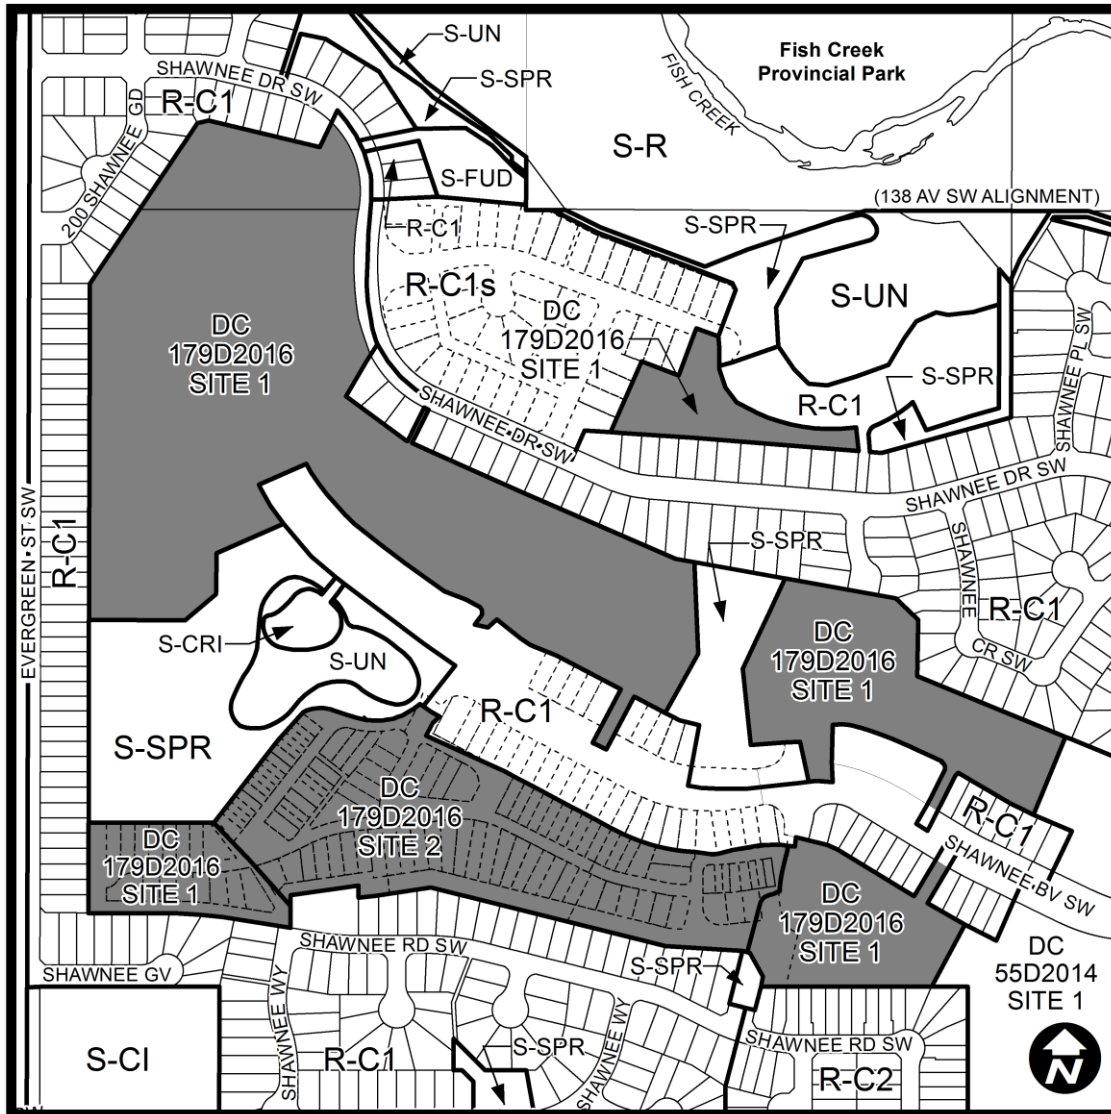 S-UN
S-SPR
Fish Creek
Provincial Park
FISH CREEK
SHAWNEE DR SW
R-C1
200 SHAWNEE GD
S-R
S-FUD
(138 AV SW ALIGNMENT)
R-C1
S-SPR
R-C1s
S-UN
DC
179D2016
SITE 1
DC
179D2016
SITE 1
SHAWNEE PL SW
S-SPR
R-C1
SHAWNEE DR SW
SHAWNEE DR SW
EVERGREEN ST SW
R-C1
S-SPR
SHAWNEE
CR SW
R-C1
S-CRI
S-UN
DC
179D2016
SITE 1
R-C1
S-SPR
DC
179D2016
SITE 2
R-C1
DC
179D2016
SITE 1
SHAWNEE BV SW
DC
179D2016
SITE 1
SHAWNEE RD SW
S-SPR
DC
55D2014
SITE 1
SHAWNEE GV
SHAWNEE WY
S-CI
R-C1
S-SPR
SHAWNEE WY
SHAWNEE RD SW
R-C2
N